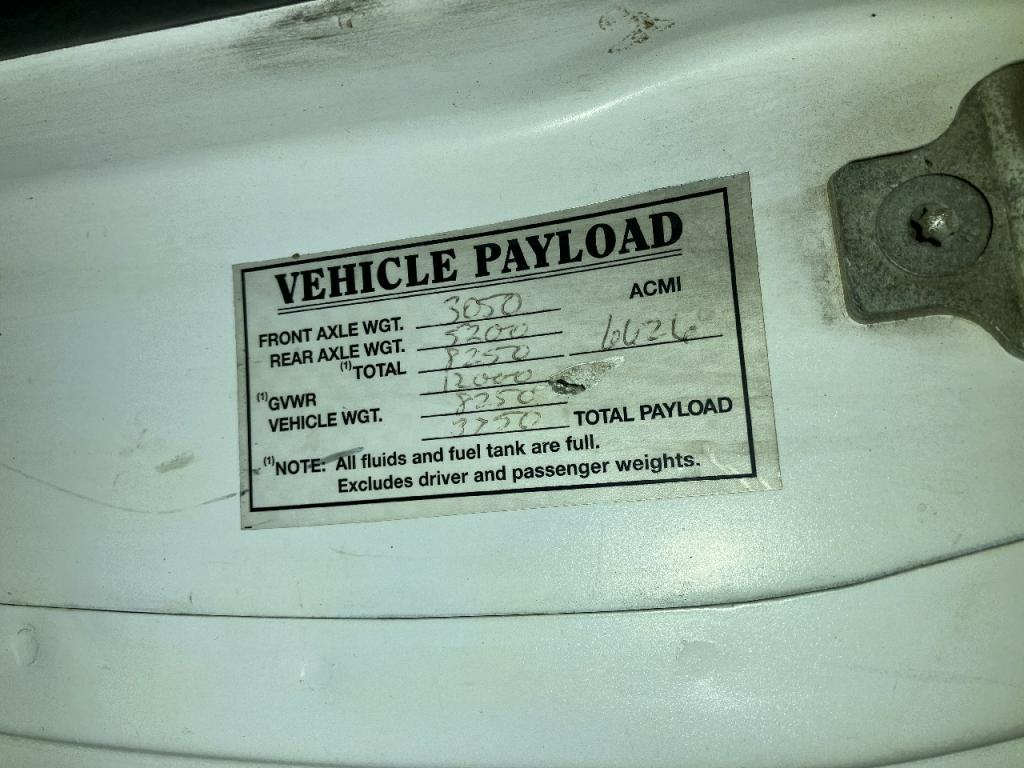 VEHICLE PAYLOAD
ACMI
FRONT AXLE WGT. 3050
REAR AXLE WGT. 5200
(1)TOTAL 8250 6626
(1)GVWR 12000
VEHICLE WGT. 8250
3750 TOTAL PAYLOAD
(1)NOTE: All fluids and fuel tank are full.
Excludes driver and passenger weights.